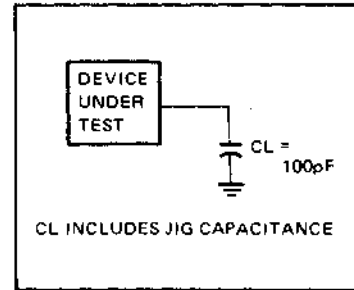 DEVICE
UNDER
TEST
CL =
100pF
CL INCLUDES JIG CAPACITANCE